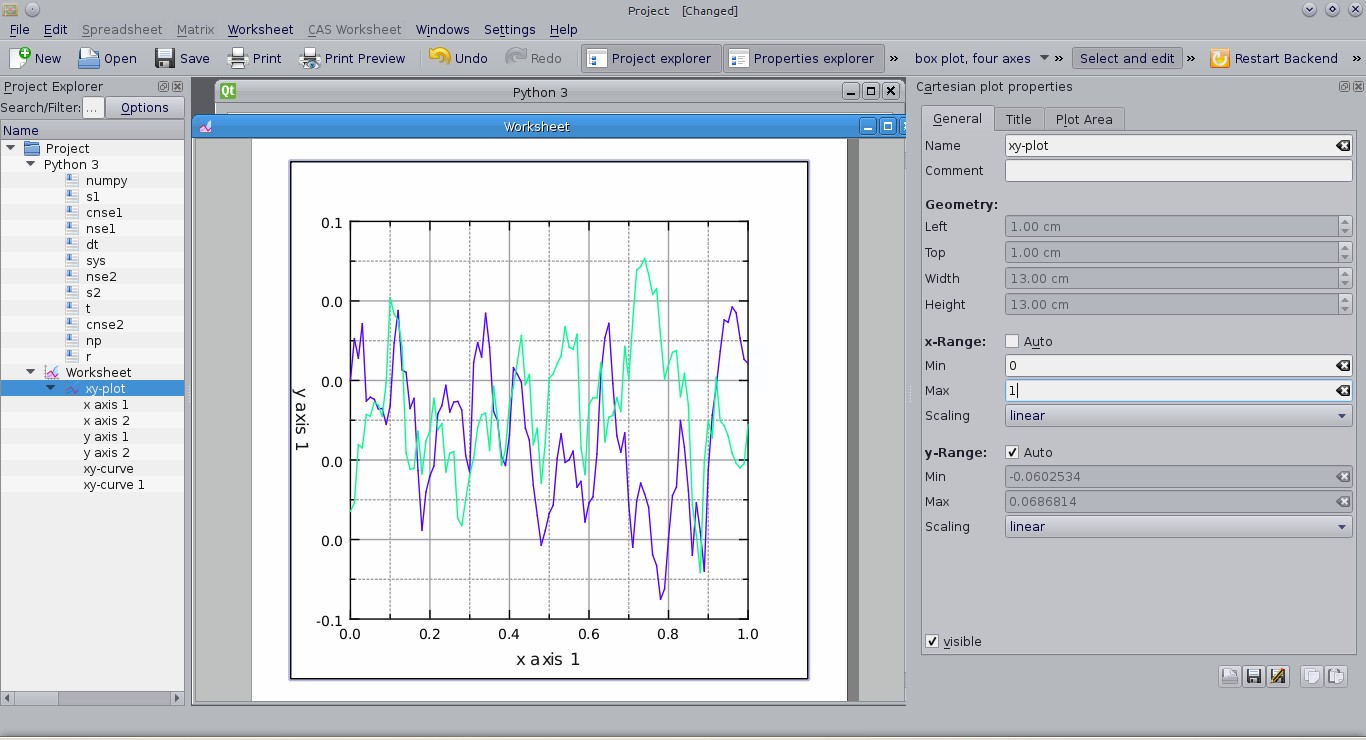 Project [Changed]
File Edit Spreadsheet Matrix Worksheet CAS Worksheet Windows Settings Help
New Open Save Print Print Preview Undo Redo Project explorer Properties explorer » box plot, four axes » Select and edit » Restart Backend »
Project Explorer
Search/Filter: ... Options
Name
Project
Python 3
numpy
s1
cnse1
nse1
dt
sys
nse2
s2
t
cnse2
np
r
Worksheet
xy-plot
x axis 1
x axis 2
y axis 1
y axis 2
xy-curve
xy-curve 1
Qt Python 3
Worksheet
0.1
0.0
0.0
0.0
0.0
-0.1
y axis 1
0.0 0.2 0.4 0.6 0.8 1.0
x axis 1
Cartesian plot properties
General Title Plot Area
Name xy-plot
Comment
Geometry:
Left 1.00 cm
Top 1.00 cm
Width 13.00 cm
Height 13.00 cm
x-Range: Auto
Min 0
Max 1
Scaling linear
y-Range: Auto
Min -0.0602534
Max 0.0686814
Scaling linear
visible